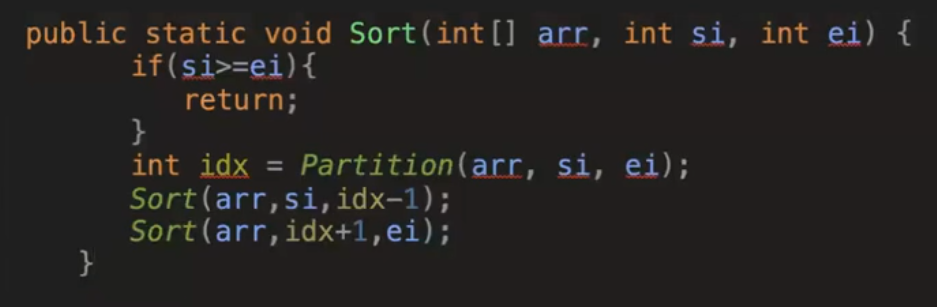 public static void Sort(int[] arr, int si, int ei) {
if(si>=ei){
return;
}
int idx = Partition(arr, si, ei);
Sort(arr,si,idx-1);
Sort(arr,idx+1,ei);
}